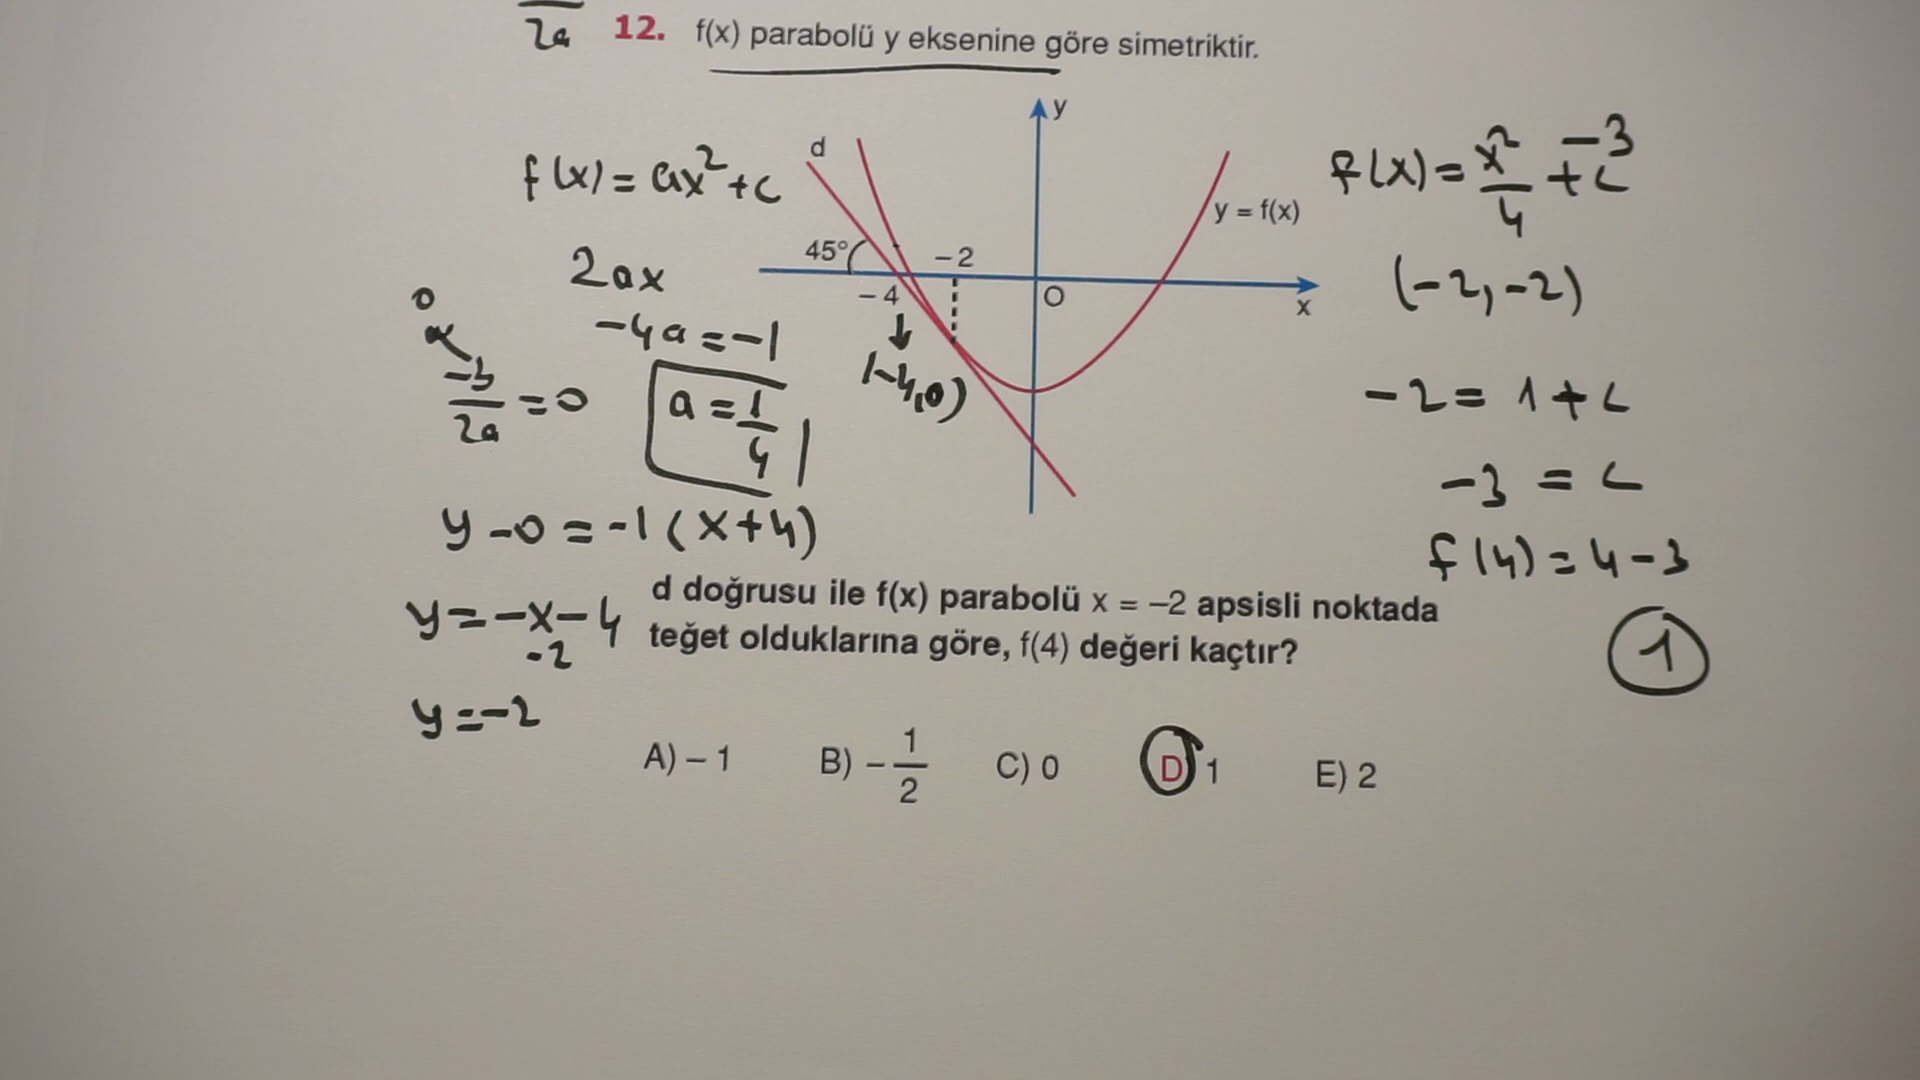 2a
12. f(x) parabolü y eksenine göre simetriktir.
y
d
f(x) = ax² + c
y = f(x)
45°
-2
-4
O
x
(-4,0)
2ax
-4a = -1
a = 1/4
0
/2a = 0
y - 0 = -1 (x+4)
y = -x - 4
-2
y = -2
f(x) = x²/4 + c
-3
(-2, -2)
-2 = 1 + c
-3 = c
f(4) = 4 - 3
1
d doğrusu ile f(x) parabolü x = -2 apsisli noktada
teğet olduklarına göre, f(4) değeri kaçtır?
A) - 1 B) - 1/2 C) 0 D 1 E) 2